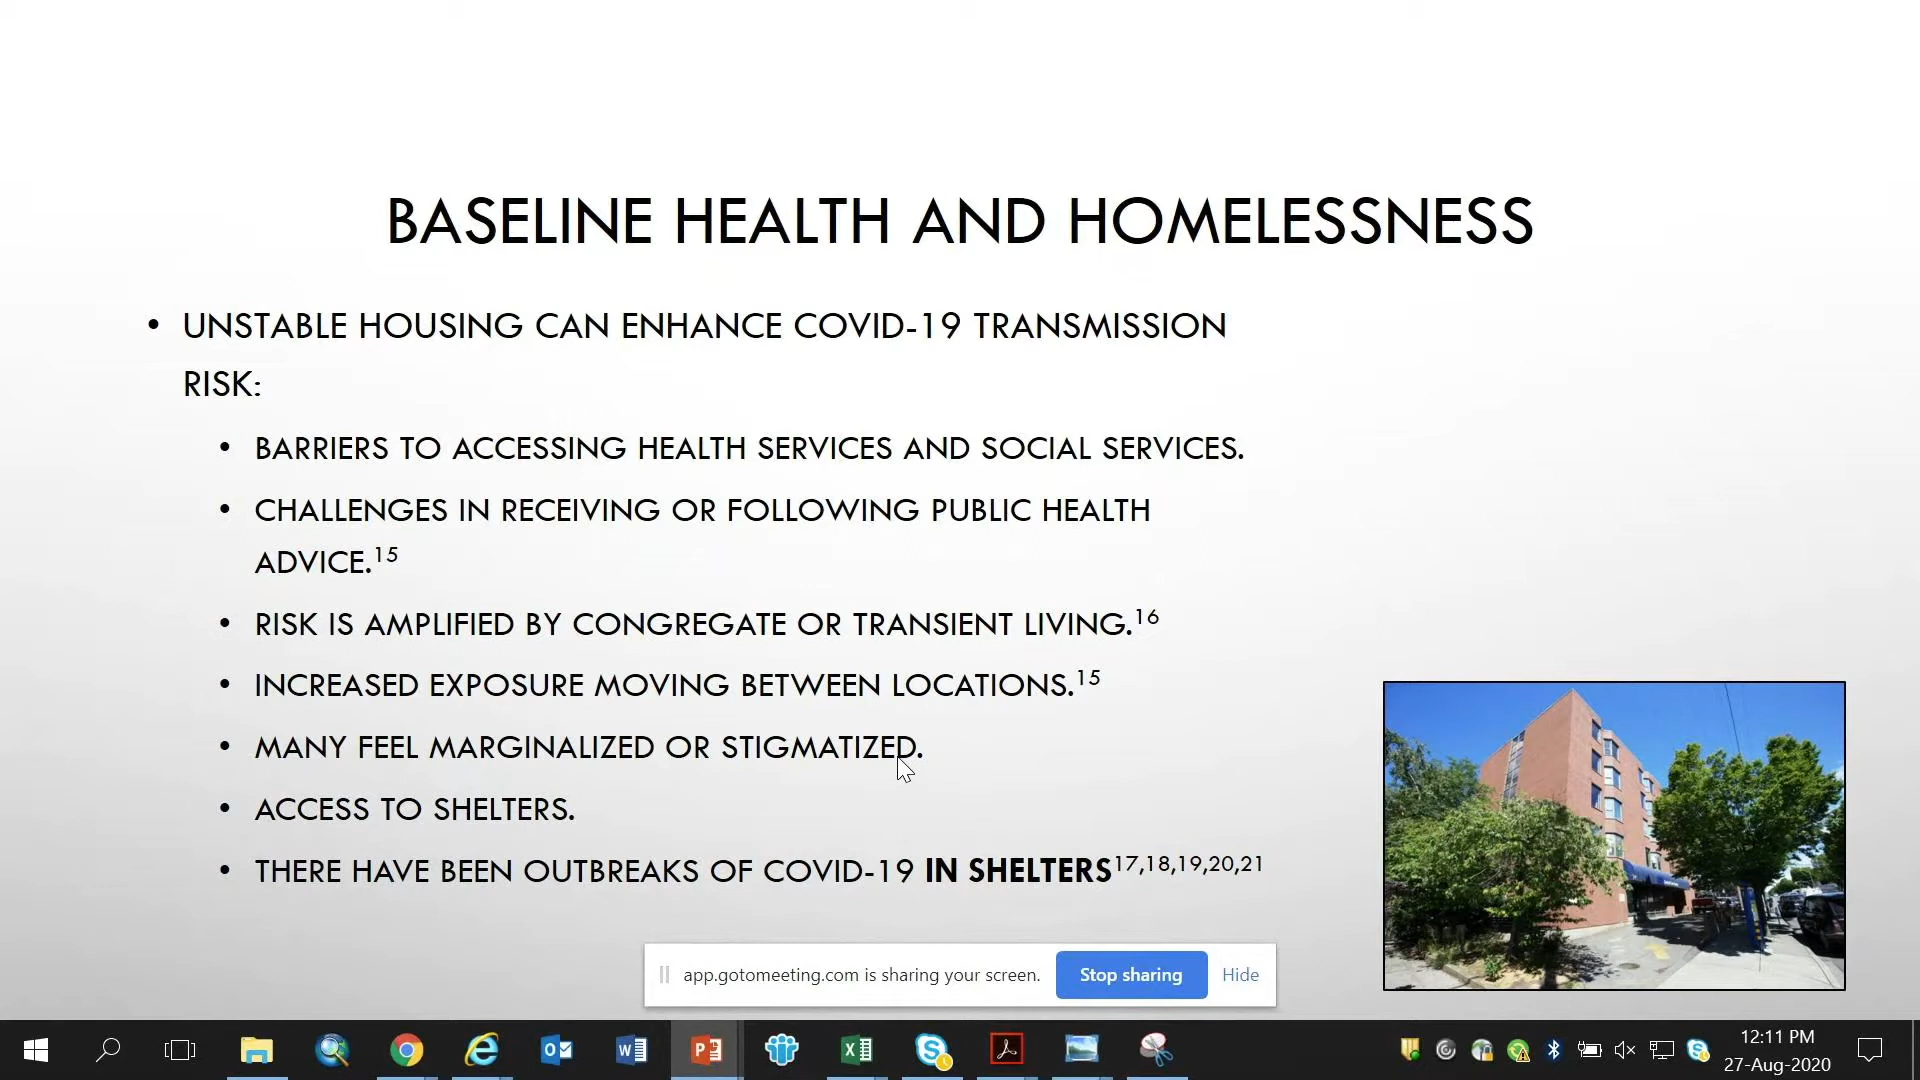 BASELINE HEALTH AND HOMELESSNESS
• UNSTABLE HOUSING CAN ENHANCE COVID-19 TRANSMISSION
RISK:
• BARRIERS TO ACCESSING HEALTH SERVICES AND SOCIAL SERVICES.
• CHALLENGES IN RECEIVING OR FOLLOWING PUBLIC HEALTH
ADVICE.15
• RISK IS AMPLIFIED BY CONGREGATE OR TRANSIENT LIVING.16
• INCREASED EXPOSURE MOVING BETWEEN LOCATIONS.15
• MANY FEEL MARGINALIZED OR STIGMATIZED.
• ACCESS TO SHELTERS.
• THERE HAVE BEEN OUTBREAKS OF COVID-19 IN SHELTERS17,18,19,20,21
app.gotomeeting.com is sharing your screen. Stop sharing Hide
12:11 PM
27-Aug-2020